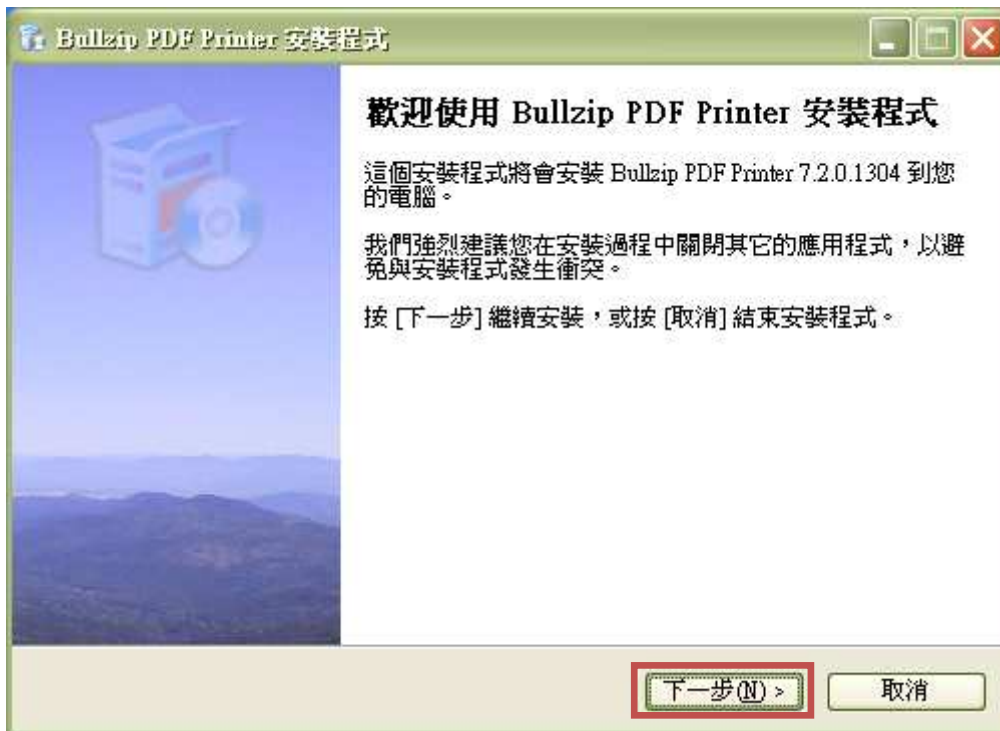 Bullzip PDF Printer 安裝程式
歡迎使用 Bullzip PDF Printer 安裝程式
這個安裝程式將會安裝 Bullzip PDF Printer 7.2.0.1304 到您
的電腦。
我們強烈建議您在安裝過程中關閉其它的應用程式，以避
免與安裝程式發生衝突。
按 [下一步] 繼續安裝，或按 [取消] 結束安裝程式。
下一步(N) > 取消